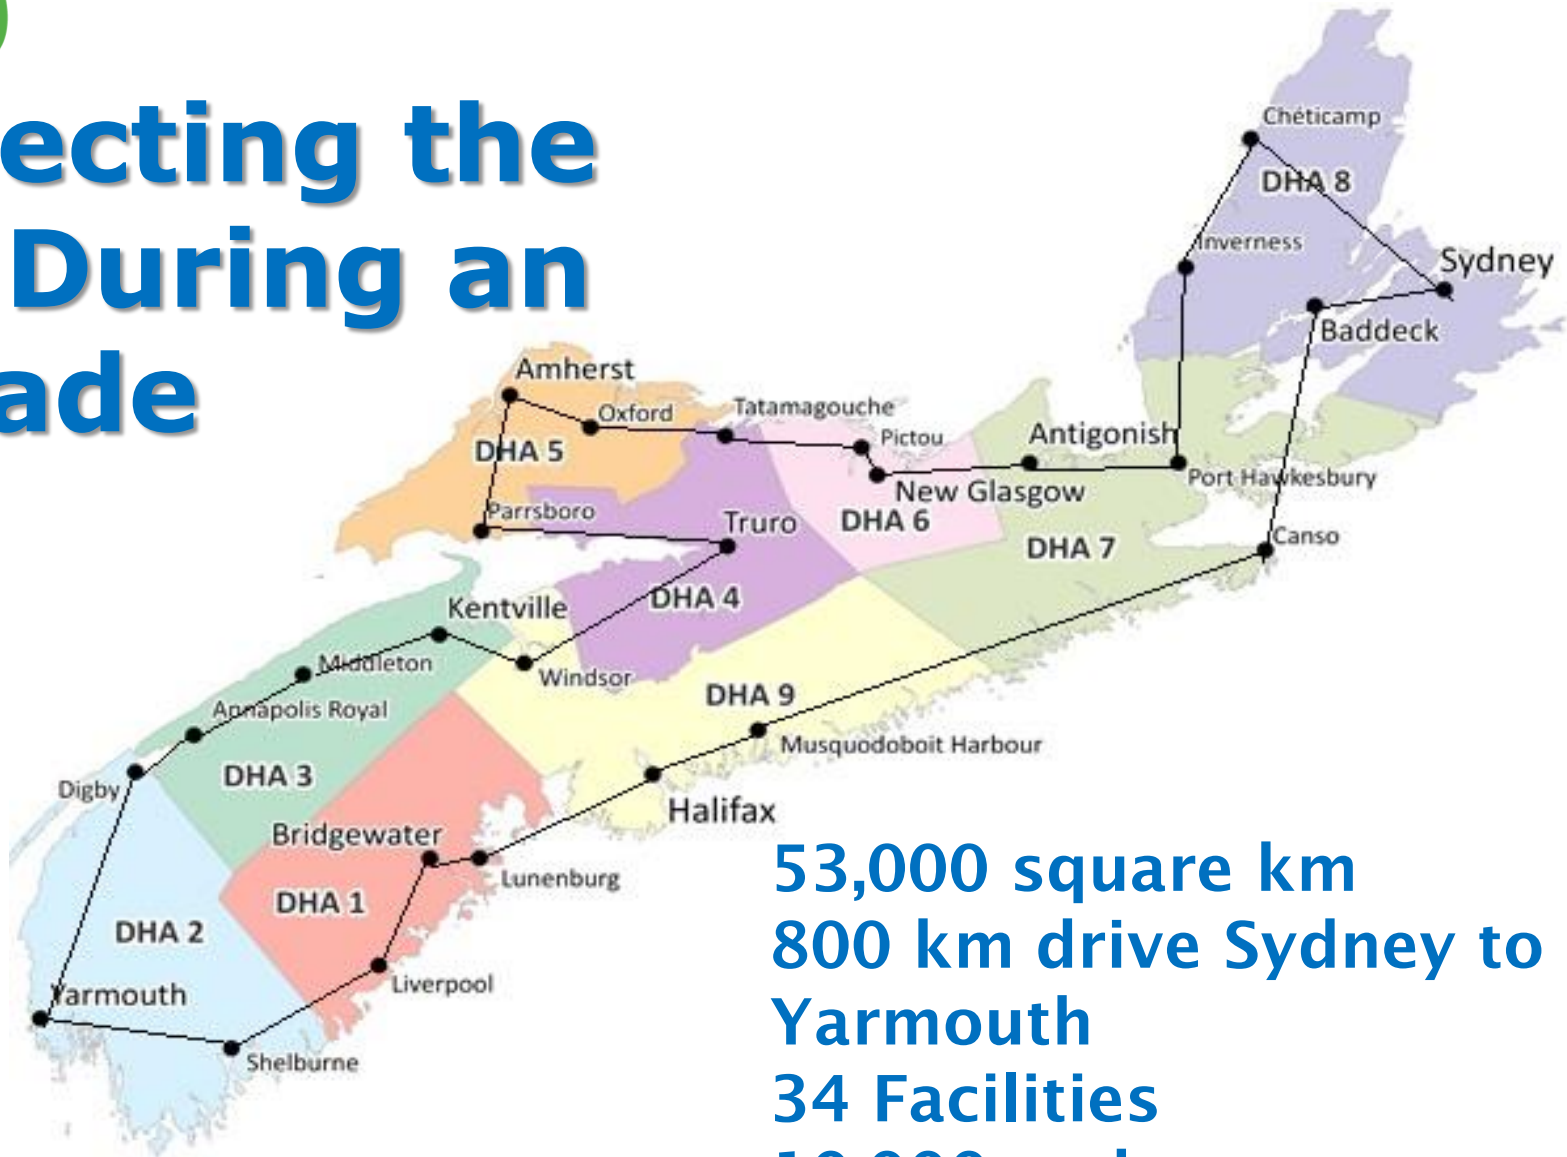 ecting the
During an
ade
Chéticamp
DHA 8
Inverness
Sydney
Baddeck
Amherst
Oxford
Tatamagouche
Pictou
Antigonish
DHA 5
Port Hawkesbury
New Glasgow
Parrsboro
Truro
DHA 6
Canso
DHA 7
Kentville
DHA 4
Middleton
Windsor
DHA 9
Annapolis Royal
Musquodoboit Harbour
DHA 3
Digby
Halifax
Bridgewater
Lunenburg
DHA 1
DHA 2
Liverpool
Yarmouth
Shelburne
53,000 square km
800 km drive Sydney to
Yarmouth
34 Facilities